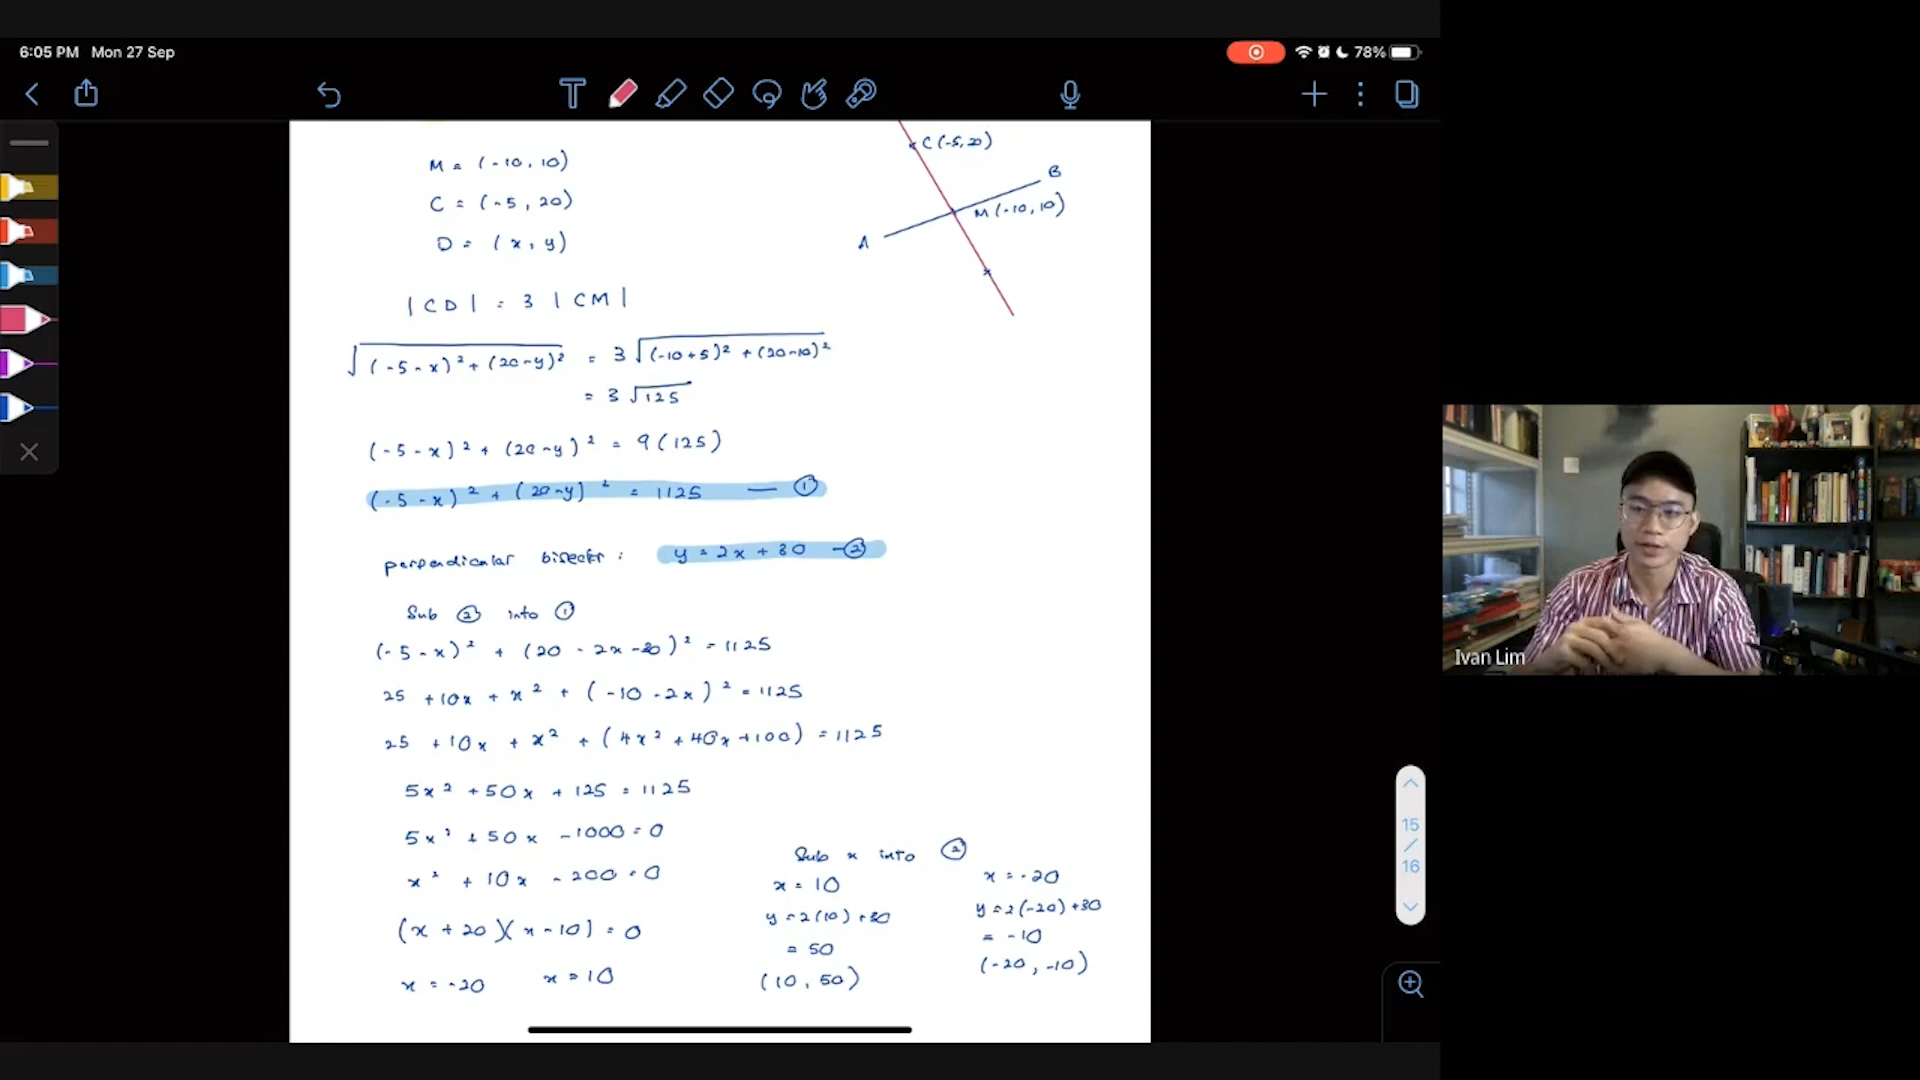 6:05 PM Mon 27 Sep
78%
M = (-10, 10)
C = (-5, 20)
D = (x, y)
C(-5,20)
B
M(-10,10)
A
|CD| = 3|CM|
√((-5-x)²+(20-y)²) = 3√((-10+5)²+(20-10)²)
= 3√125
(-5-x)²+(20-y)² = 9(125)
(-5-x)²+(20-y)² = 1125 — ①
perpendicular bisector : y = 2x+30 —②
Sub ② into ①
(-5-x)² + (20-2x-30)² = 1125
25 +10x + x² + (-10-2x)² = 1125
25 +10x + x² + (4x²+40x+100) = 1125
5x² +50x +125 = 1125
5x² +50x -1000 = 0
x² +10x -200 = 0
(x+20)(x-10) = 0
x = -20 x = 10
Sub x into ②
x = 10
y = 2(10)+30
= 50
(10, 50)
x = -20
y = 2(-20)+30
= -10
(-20, -10)
15
/
16
Ivan Lim